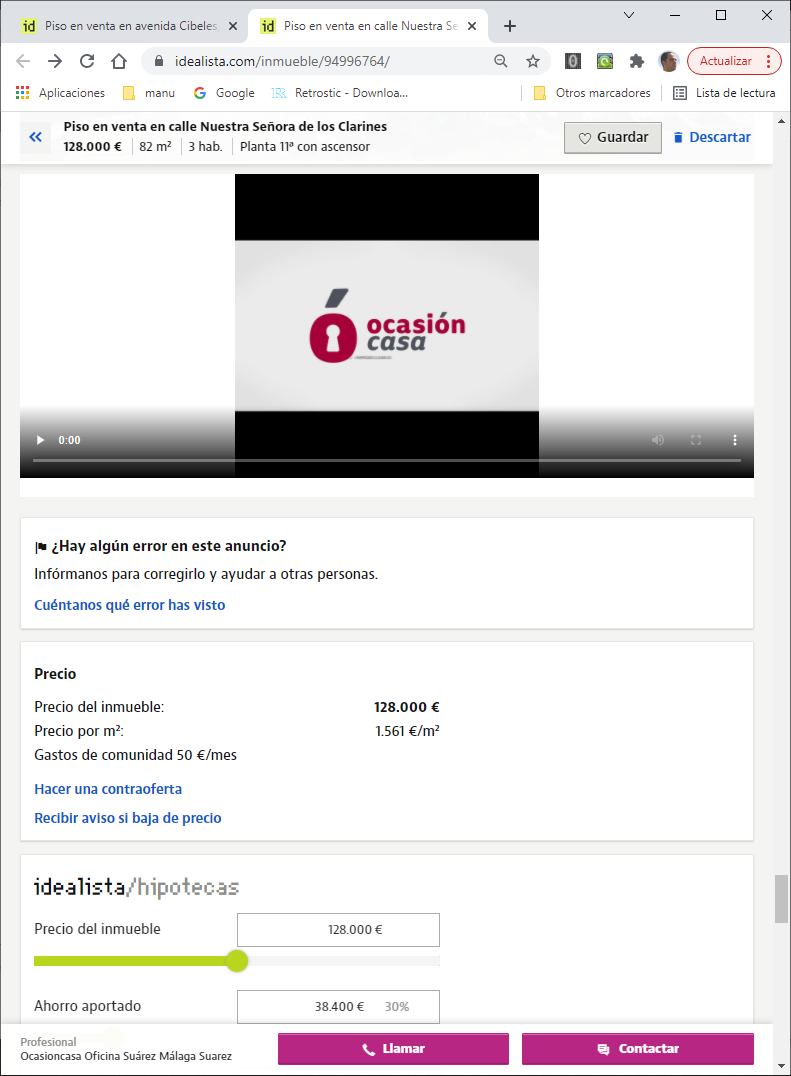 Piso en venta en avenida Cibeles,
Piso en venta en calle Nuestra Se
idealista.com/inmueble/94996764/
Actualizar
Aplicaciones
manu
Google
Retrostic - Downloa...
Otros marcadores
Lista de lectura
Piso en venta en calle Nuestra Señora de los Clarines
128.000 € 82 m² 3 hab. Planta 11ª con ascensor
Guardar
Descartar
ocasión
casa
0:00
¿Hay algún error en este anuncio?
Infórmanos para corregirlo y ayudar a otras personas.
Cuéntanos qué error has visto
Precio
Precio del inmueble: 128.000 €
Precio por m²: 1.561 €/m²
Gastos de comunidad 50 €/mes
Hacer una contraoferta
Recibir aviso si baja de precio
idealista/hipotecas
Precio del inmueble 128.000 €
Ahorro aportado 38.400 € 30%
Profesional
Ocasioncasa Oficina Suárez Málaga Suarez
Llamar
Contactar